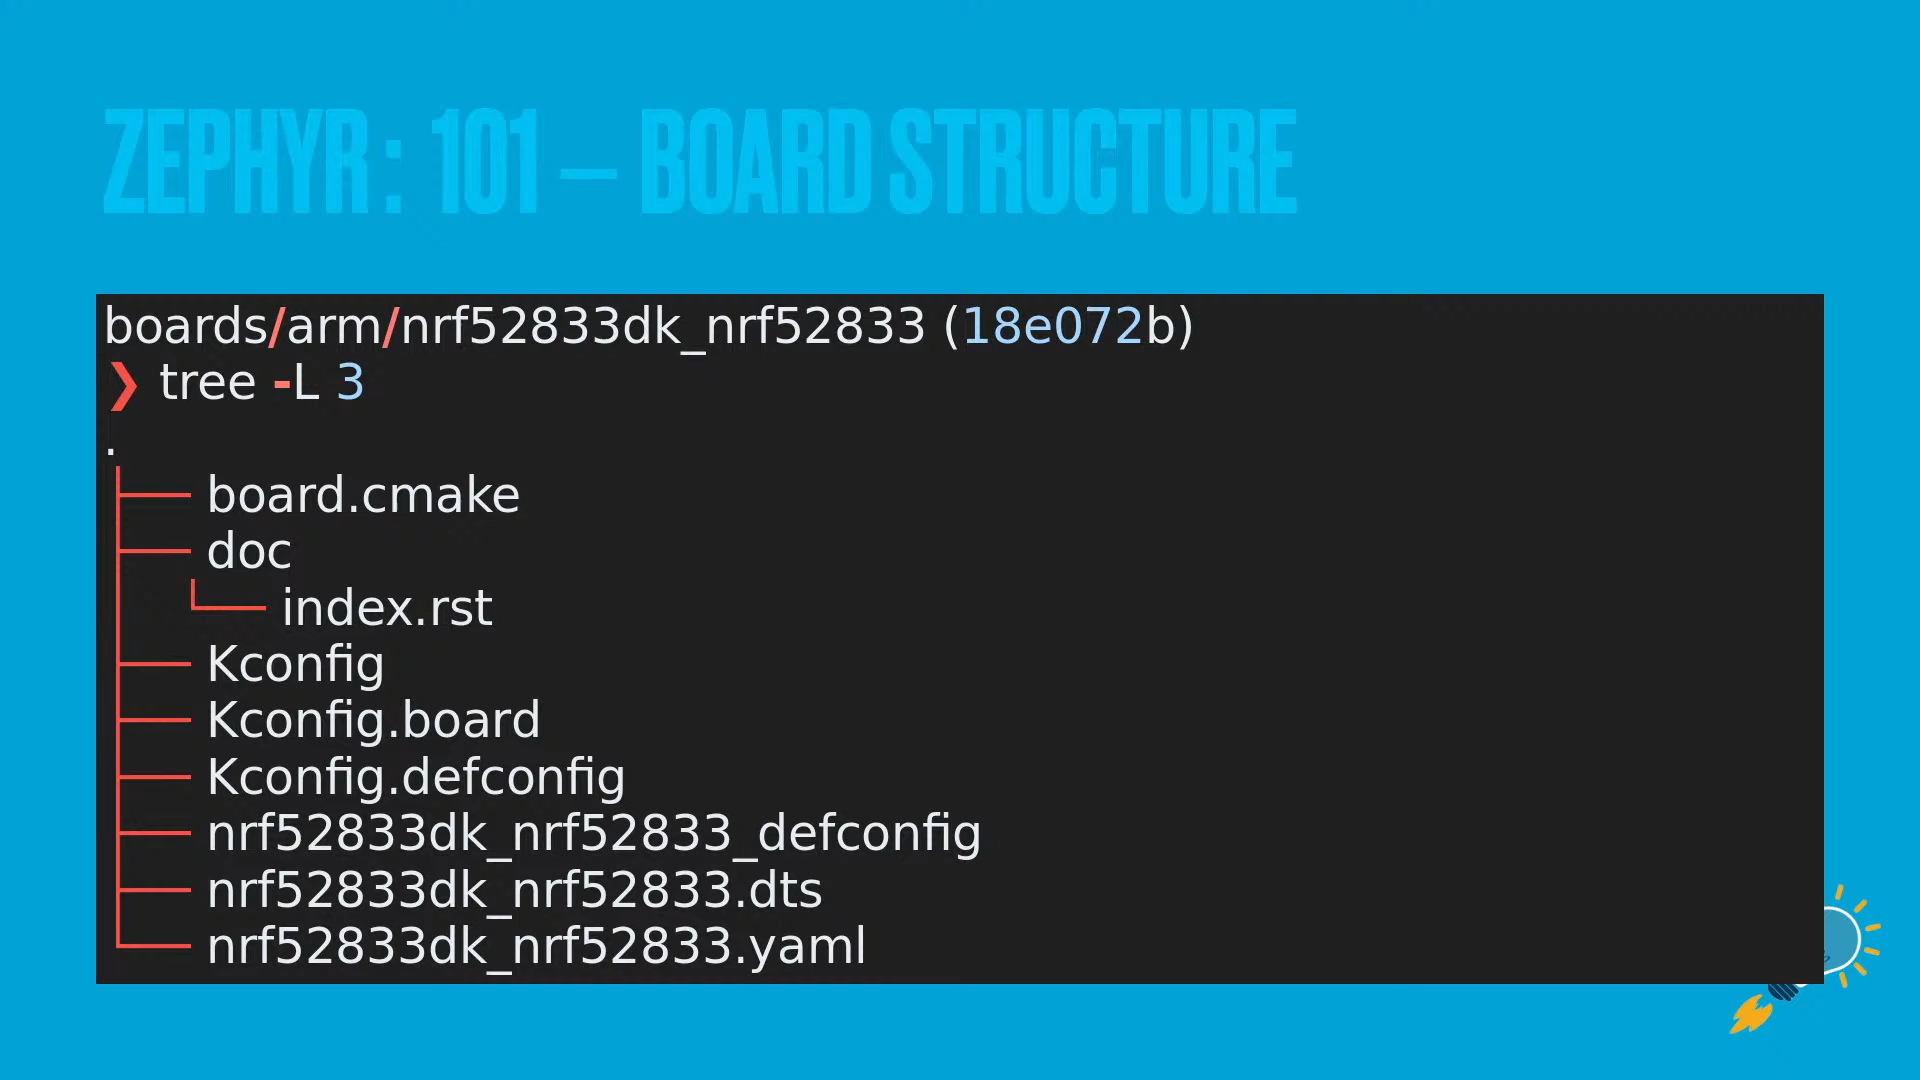 ZEPHYR: 101 – BOARD STRUCTURE
boards/arm/nrf52833dk_nrf52833 (18e072b)
❯ tree -L 3
.
├── board.cmake
├── doc
│   └── index.rst
├── Kconfig
├── Kconfig.board
├── Kconfig.defconfig
├── nrf52833dk_nrf52833_defconfig
├── nrf52833dk_nrf52833.dts
└── nrf52833dk_nrf52833.yaml